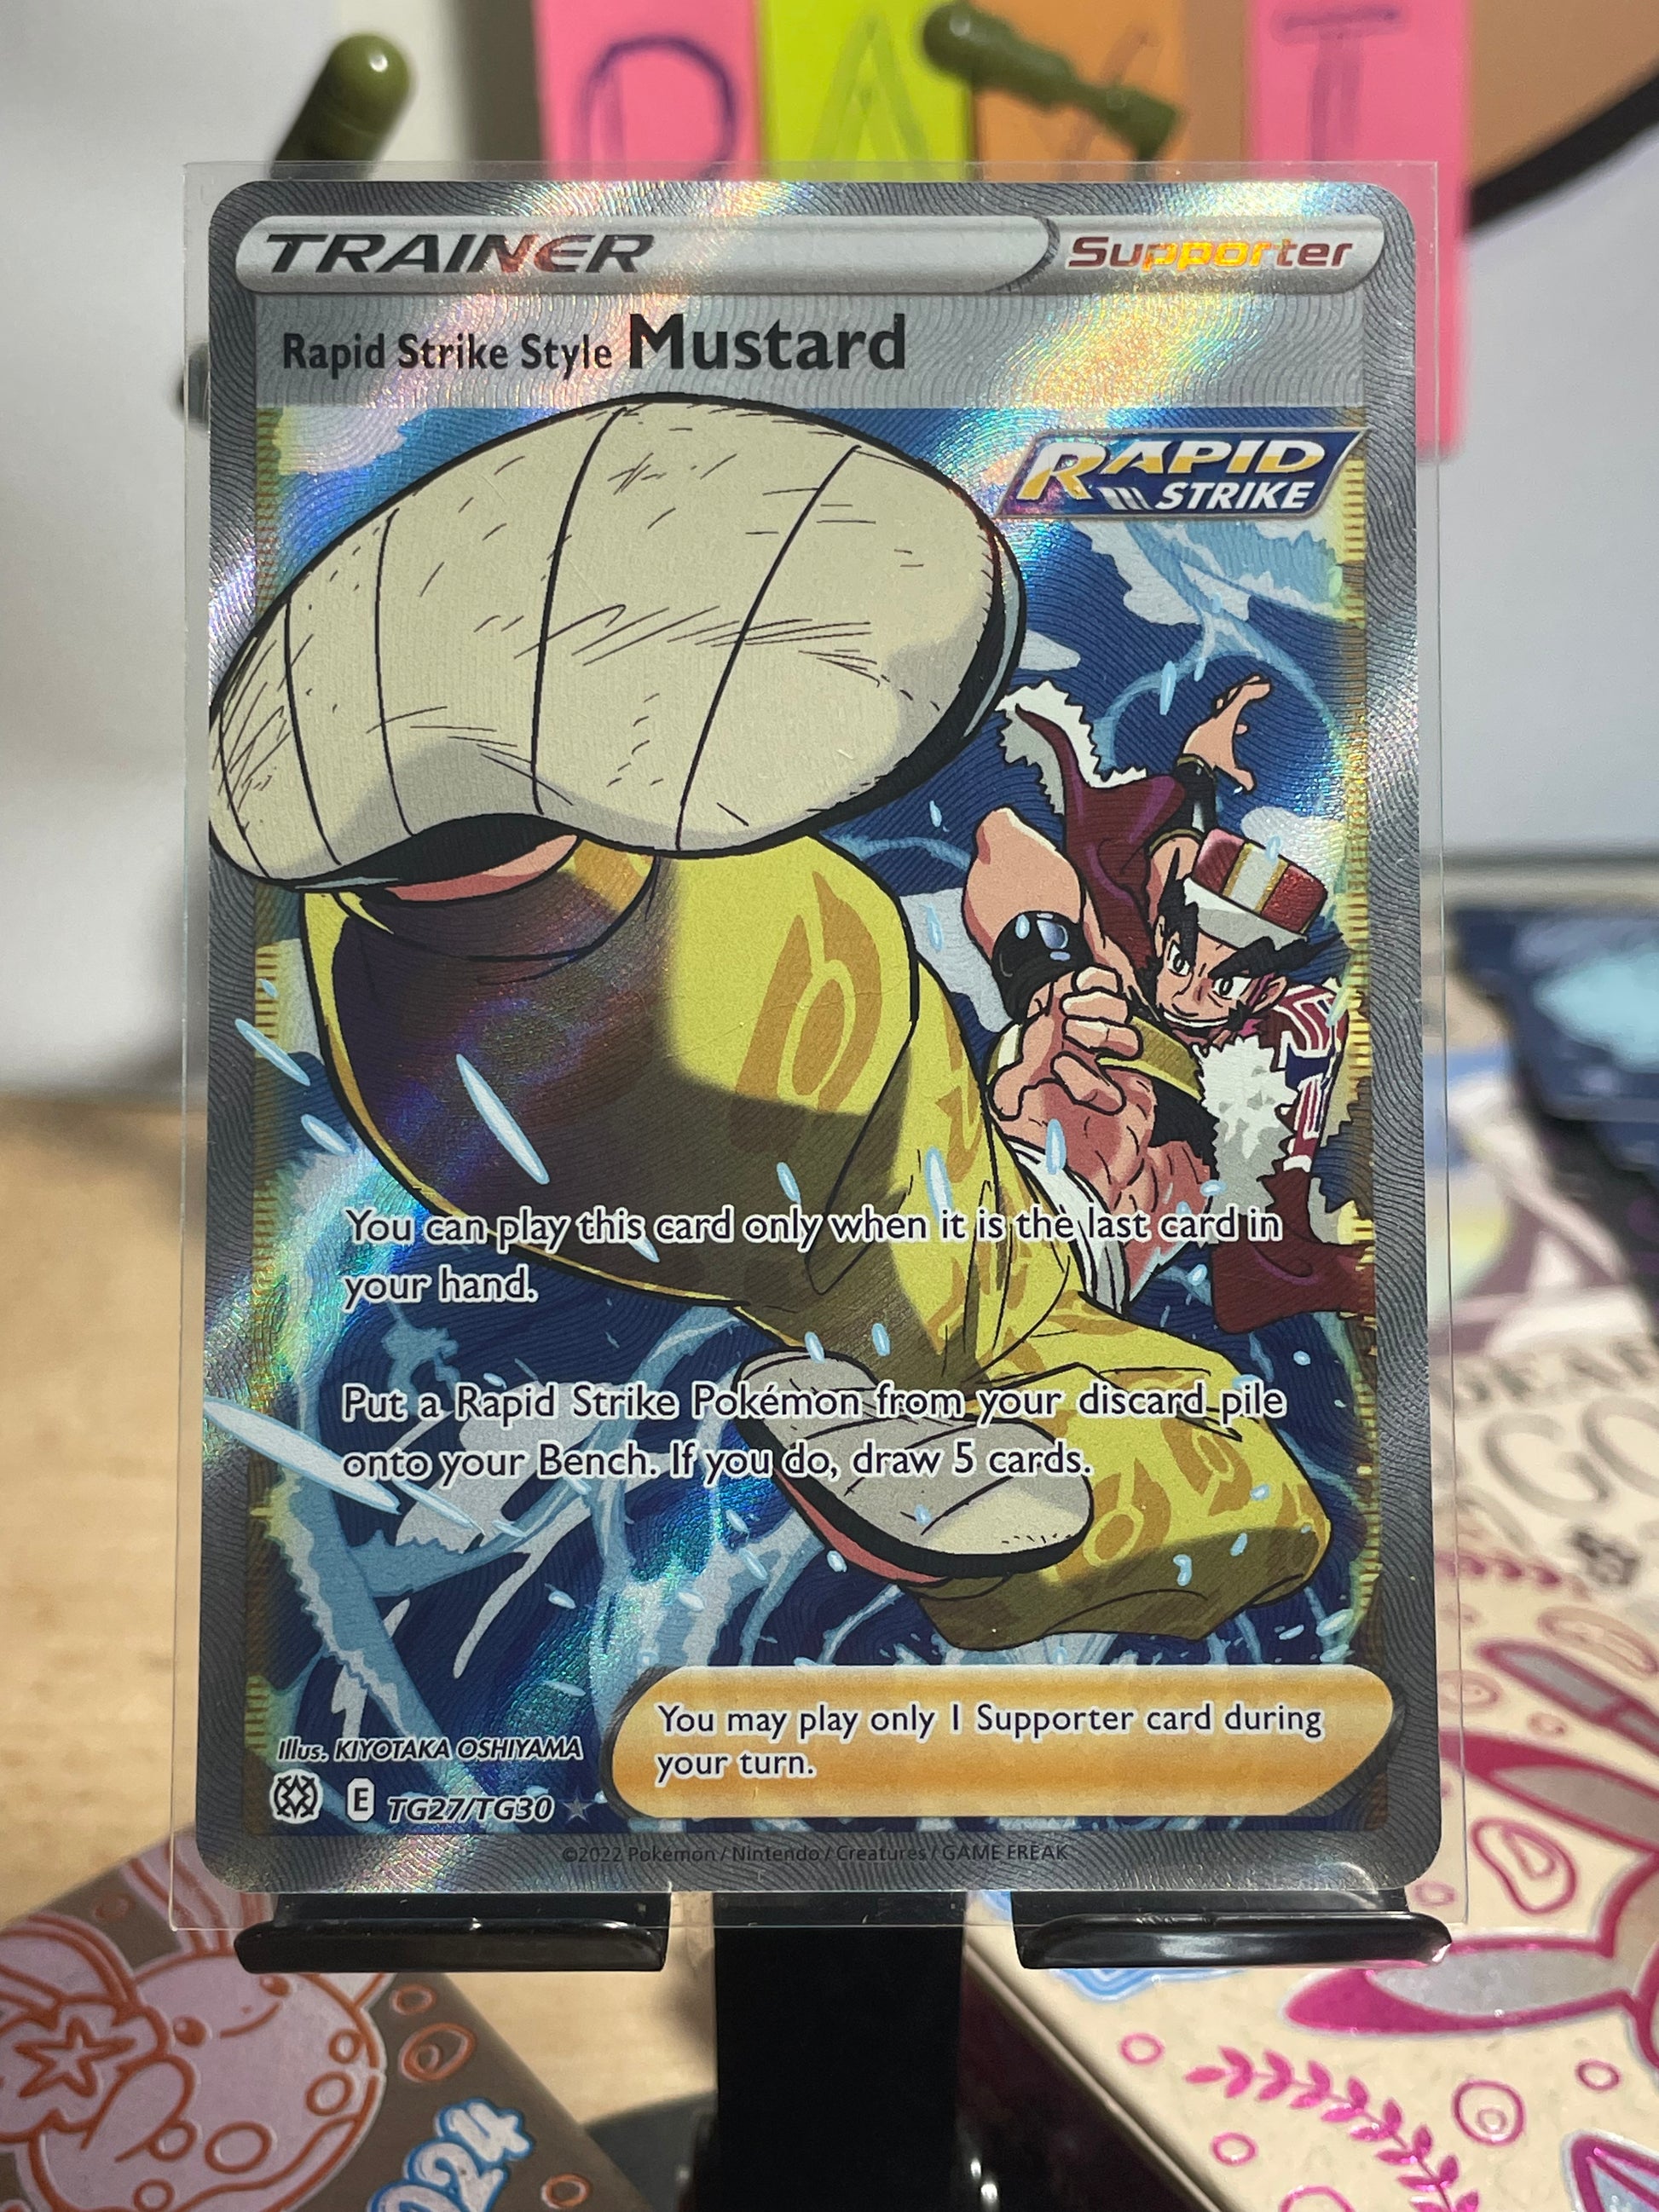 TRAINER Supporter
Rapid Strike Style Mustard
RAPID
STRIKE
You can play this card only when it is the last card in
your hand.
Put a Rapid Strike Pokémon from your discard pile
onto your Bench. If you do, draw 5 cards.
You may play only 1 Supporter card during
your turn.
Illus. KIYOTAKA OSHIYAMA
E TG27/TG30
©2022 Pokémon / Nintendo / Creatures / GAME FREAK